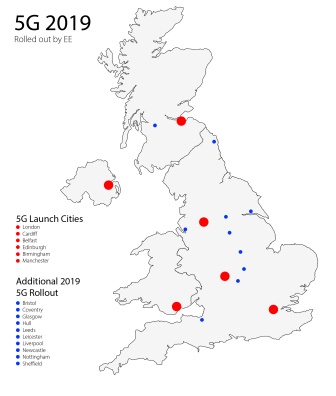 5G 2019
Rolled out by EE
5G Launch Cities
London
Cardiff
Belfast
Edinburgh
Birmingham
Manchester
Additional 2019
5G Rollout
Bristol
Coventry
Glasgow
Hull
Leeds
Leicester
Liverpool
Newcastle
Nottingham
Sheffield